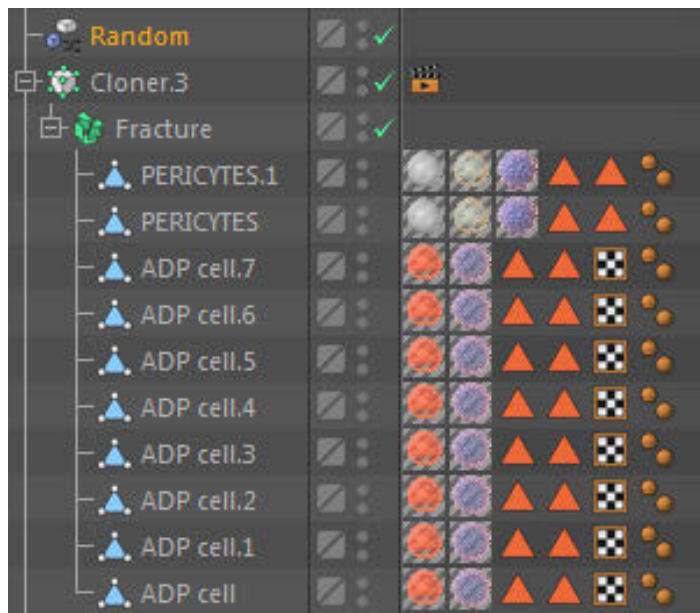 Random
Cloner.3
Fracture
PERICYTES.1
PERICYTES
ADP cell.7
ADP cell.6
ADP cell.5
ADP cell.4
ADP cell.3
ADP cell.2
ADP cell.1
ADP cell